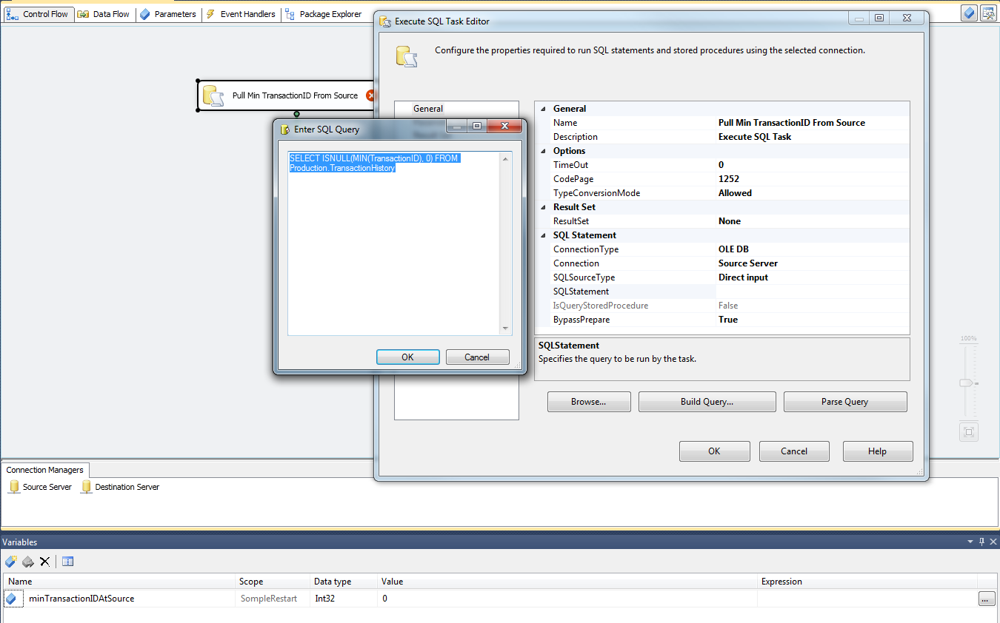 Control Flow
Data Flow
Parameters
Event Handlers
Package Explorer
Execute SQL Task Editor
Configure the properties required to run SQL statements and stored procedures using the selected connection.
Pull Min TransactionID From Source
General
General
Name Pull Min TransactionID From Source
Description Execute SQL Task
Options
TimeOut 0
CodePage 1252
TypeConversionMode Allowed
Result Set
ResultSet None
SQL Statement
ConnectionType OLE DB
Connection Source Server
SQLSourceType Direct input
SQLStatement
IsQueryStoredProcedure False
BypassPrepare True
SQLStatement
Specifies the query to be run by the task.
Browse...
Build Query...
Parse Query
OK
Cancel
Help
Enter SQL Query
SELECT ISNULL(MIN(TransactionID), 0) FROM
Production.TransactionHistory
OK
Cancel
100%
Connection Managers
Source Server
Destination Server
Variables
Name Scope Data type Value Expression
minTransactionIDAtSource SompleRestart Int32 0 ...